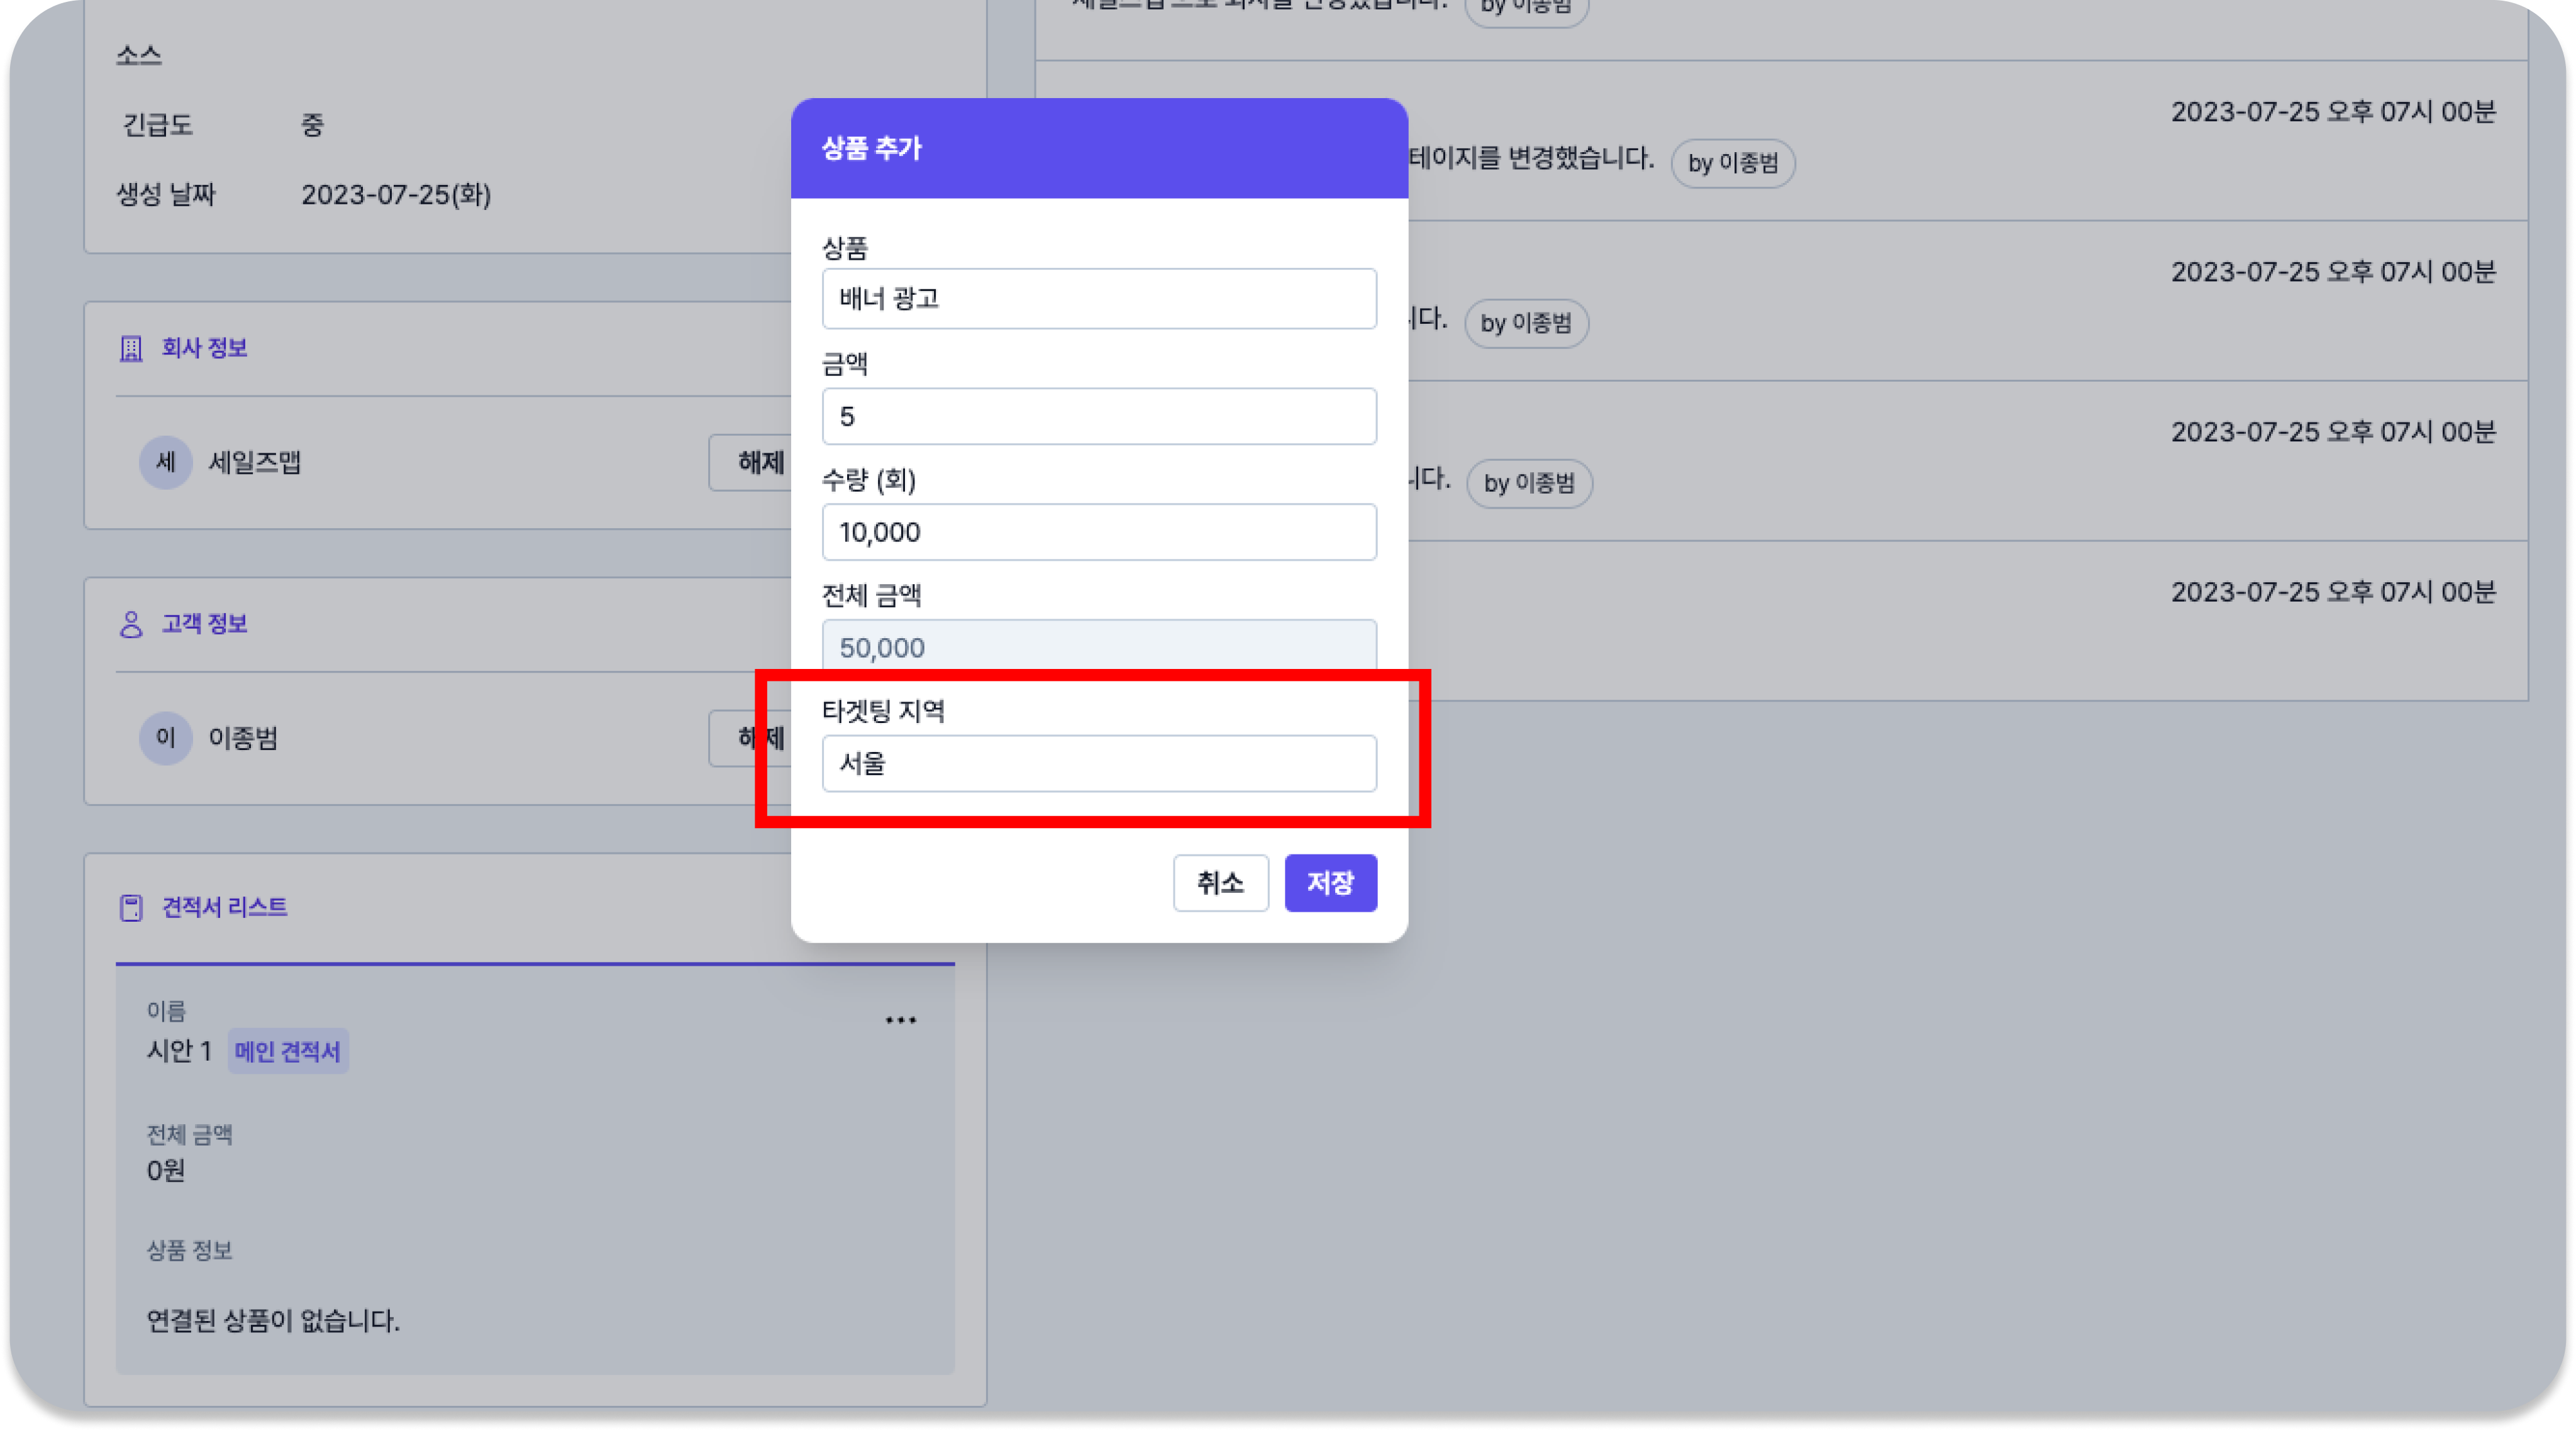 소스
긴급도 중
생성 날짜 2023-07-25(화)
회사 정보
세 세일즈맵 해제
고객 정보
이 이종범 해제
견적서 리스트
이름
시안 1 메인 견적서
전체 금액
0원
상품 정보
연결된 상품이 없습니다.
상품 추가
상품
배너 광고
금액
5
수량 (회)
10,000
전체 금액
50,000
타겟팅 지역
서울
취소 저장
by 이종범
2023-07-25 오후 07시 00분
테이지를 변경했습니다. by 이종범
2023-07-25 오후 07시 00분
니다. by 이종범
2023-07-25 오후 07시 00분
니다. by 이종범
2023-07-25 오후 07시 00분